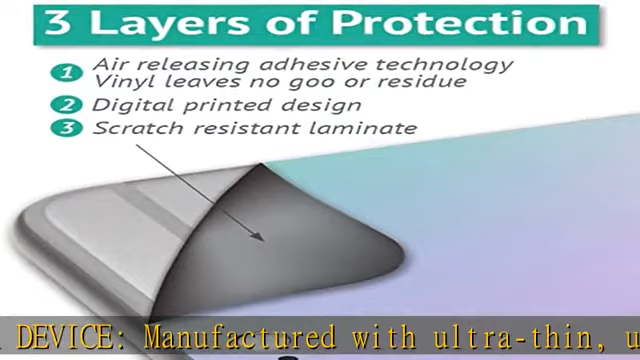 3 Layers of Protection
1 Air releasing adhesive technology
Vinyl leaves no goo or residue
2 Digital printed design
3 Scratch resistant laminate
DEVICE: Manufactured with ultra-thin, u